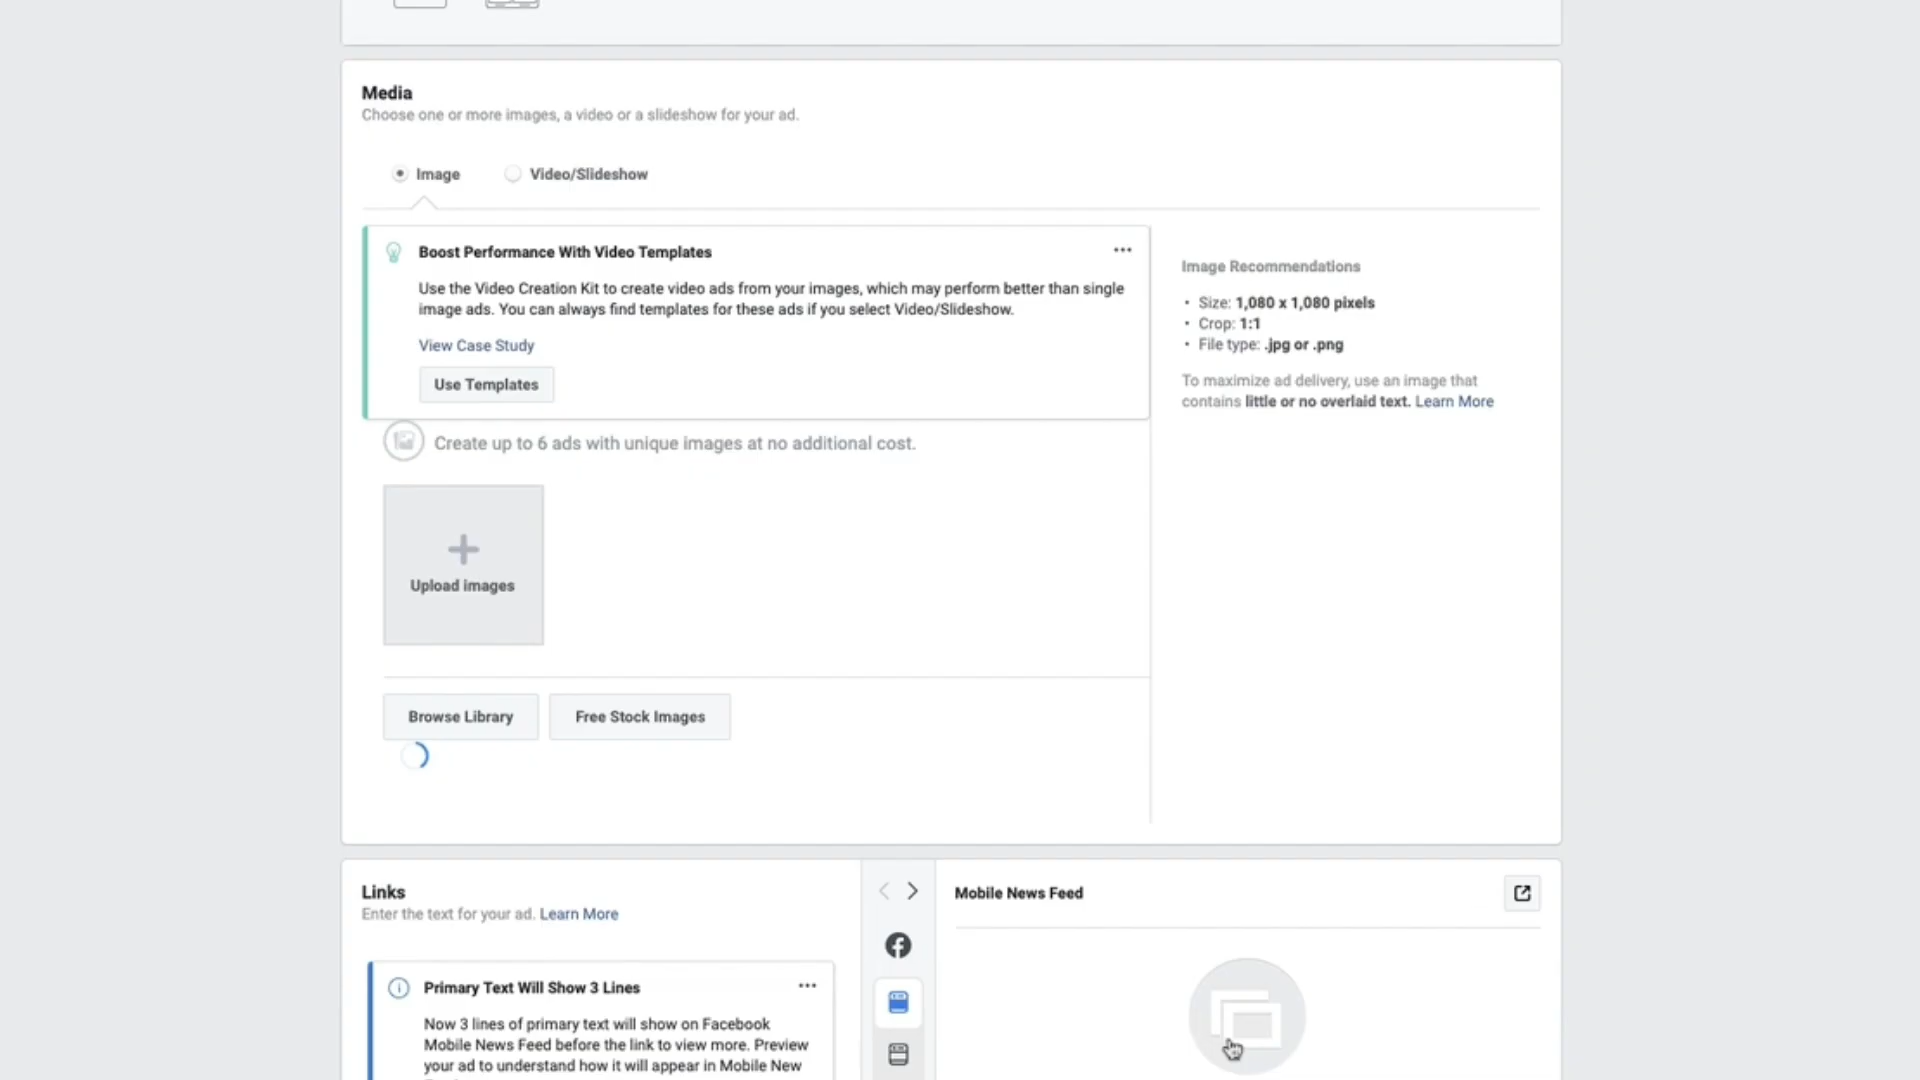 Media
Choose one or more images, a video or a slideshow for your ad.
Image
Video/Slideshow
Boost Performance With Video Templates
Use the Video Creation Kit to create video ads from your images, which may perform better than single
image ads. You can always find templates for these ads if you select Video/Slideshow.
View Case Study
Use Templates
Image Recommendations
• Size: 1,080 x 1,080 pixels
• Crop: 1:1
• File type: .jpg or .png
To maximize ad delivery, use an image that
contains little or no overlaid text. Learn More
Create up to 6 ads with unique images at no additional cost.
Upload images
Browse Library
Free Stock Images
Links
Enter the text for your ad. Learn More
Primary Text Will Show 3 Lines
Now 3 lines of primary text will show on Facebook
Mobile News Feed before the link to view more. Preview
your ad to understand how it will appear in Mobile New
Mobile News Feed